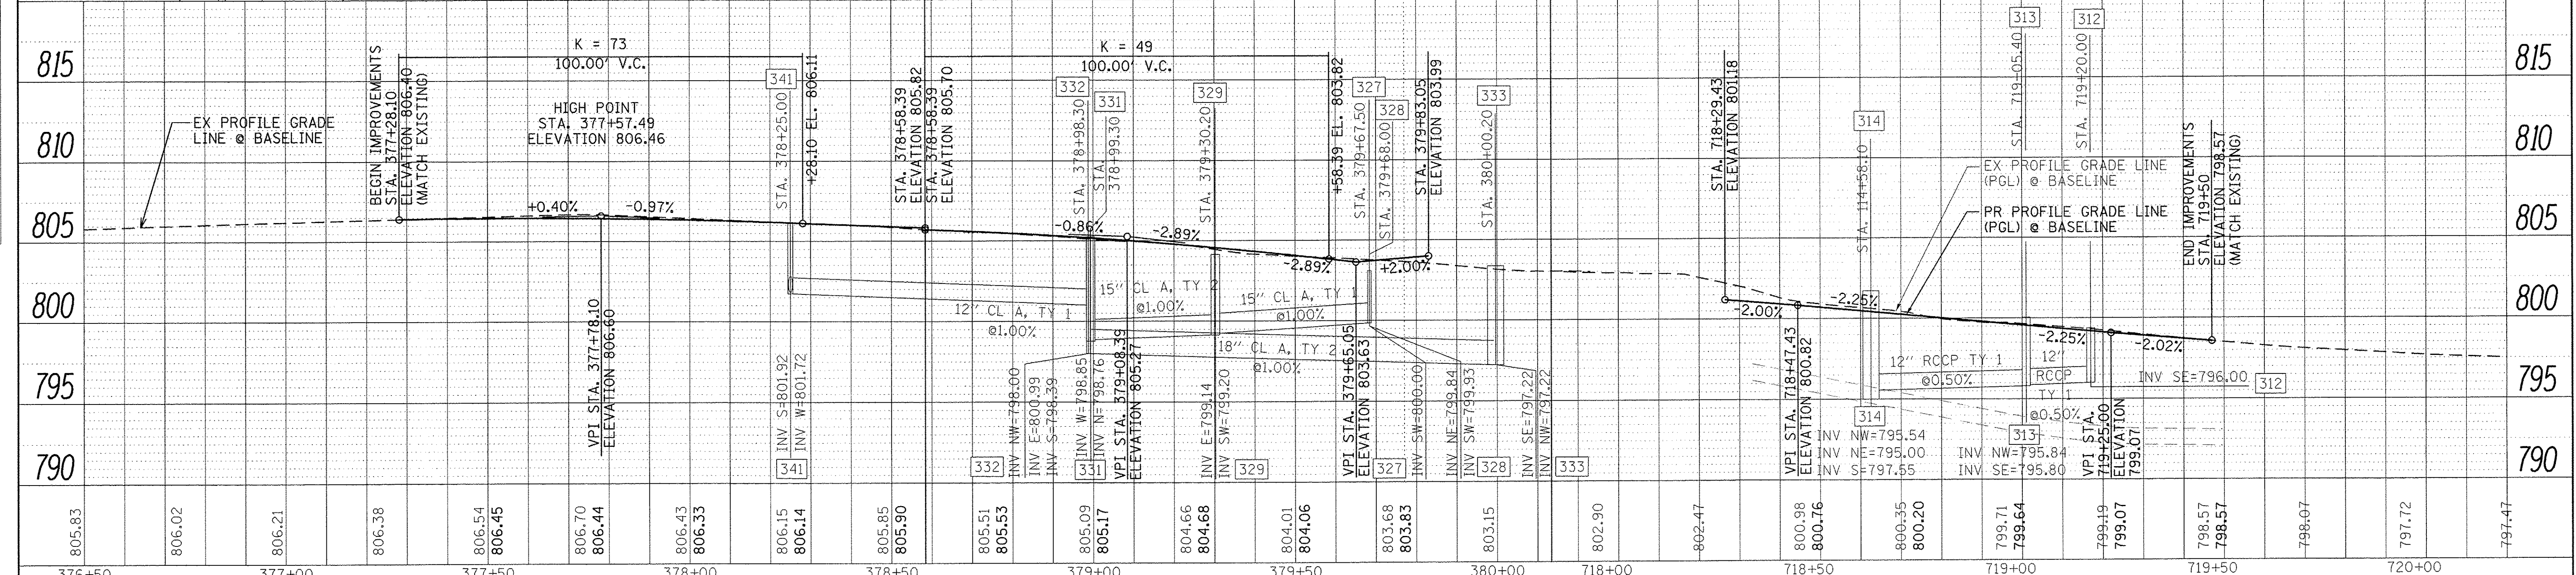 815
810
805
800
795
790
EX PROFILE GRADE
LINE @ BASELINE
BEGIN IMPROVEMENTS
STA. 377+28.10
ELEVATION 806.40
(MATCH EXISTING)
K = 73
100.00' V.C.
HIGH POINT
STA. 377+57.49
ELEVATION 806.46
+0.40%
-0.97%
VPI STA. 377+78.10
ELEVATION 806.60
341
STA. 378+25.00
+28.10 EL. 806.11
INV S=801.92
INV W=801.72
341
STA. 378+58.39
ELEVATION 805.82
STA. 378+58.39
ELEVATION 805.70
K = 49
100.00' V.C.
332
STA. 378+98.30
331
STA.
378+99.30
329
STA. 379+30.20
-0.86%
-2.89%
+58.39 EL. 803.82
327
STA. 379+67.50
328
STA. 379+68.00
STA. 379+83.05
ELEVATION 803.99
333
STA. 380+00.20
-2.89%
+2.00%
12" CL A, TY 1
@1.00%
15" CL A, TY 2
@1.00%
15" CL A, TY 1
@1.00%
18" CL A, TY 2
@1.00%
332
INV NW=798.00
INV E=800.99
INV S=798.39
INV W=798.85
INV N=798.76
331
VPI STA. 379+08.39
ELEVATION 805.27
INV E=799.14
INV SW=799.20
329
VPI STA. 379+65.05
ELEVATION 803.63
327
INV SW=800.00
INV NE=799.84
INV SW=799.93
328
INV SE=797.22
INV NW=797.22
333
STA. 718+29.43
ELEVATION 801.18
314
STA. 114+58.10
313
STA. 719+05.40
312
STA. 719+20.00
EX PROFILE GRADE LINE
(PGL) @ BASELINE
PR PROFILE GRADE LINE
(PGL) @ BASELINE
END IMPROVEMENTS
STA. 719+50
ELEVATION 798.57
(MATCH EXISTING)
-2.00%
-2.25%
-2.25%
-2.02%
12" RCCP TY 1
@0.50%
12"
RCCP
TY 1
@0.50%
INV SE=796.00
312
VPI STA. 718+47.43
ELEVATION 800.82
314
INV NW=795.54
INV NE=795.00
INV S=797.55
313
INV NW=795.84
INV SE=795.80
VPI STA.
719+25.00
ELEVATION
799.07
815
810
805
800
795
790
805.83
806.02
806.21
806.38
806.54
806.45
806.70
806.44
806.43
806.33
806.15
806.14
805.85
805.90
805.51
805.53
805.09
805.17
804.66
804.68
804.01
804.06
803.68
803.83
803.15
802.90
802.47
800.98
800.76
800.35
800.20
799.71
799.64
799.19
799.07
798.57
798.57
798.07
797.72
797.47
376+50
377+00
377+50
378+00
378+50
379+00
379+50
380+00
718+00
718+50
719+00
719+50
720+00